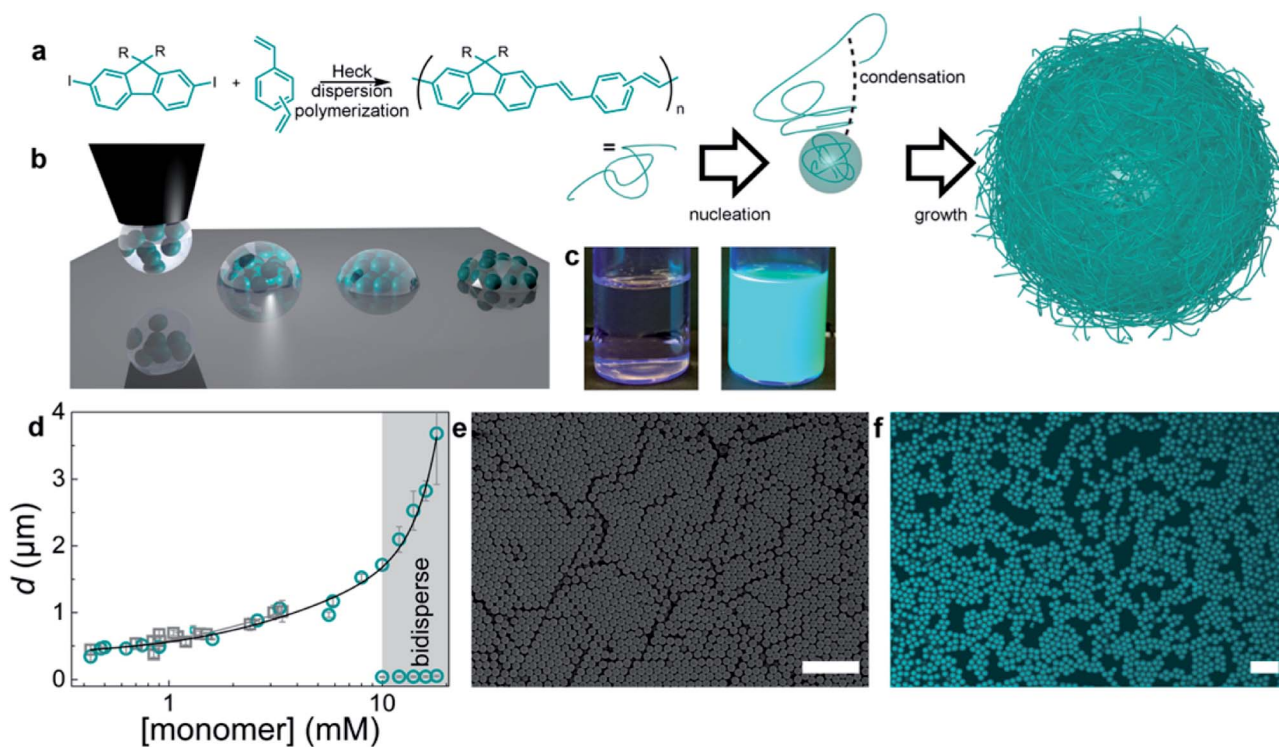 a
R R
I
I
+
Heck
dispersion
polymerization
R R
n
=
nucleation
condensation
growth
b
c
d
4
3
2
1
0
d (µm)
bidisperse
1
10
[monomer] (mM)
e
f